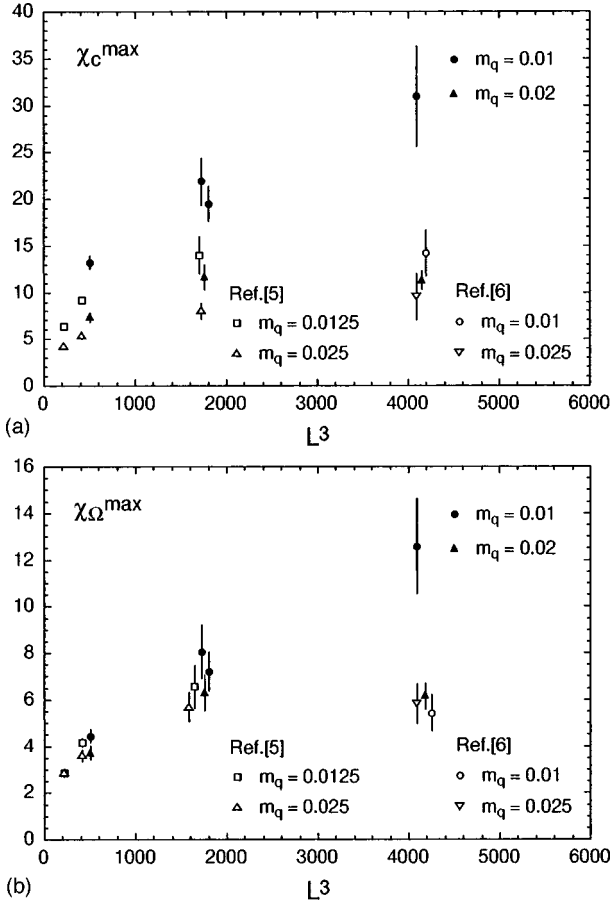 40
35
30
25
20
15
10
5
0
χc^max
● m_q = 0.01
▲ m_q = 0.02
Ref.[5]
□ m_q = 0.0125
△ m_q = 0.025
Ref.[6]
○ m_q = 0.01
▽ m_q = 0.025
0 1000 2000 3000 4000 5000 6000
(a)
L³
16
14
12
10
8
6
4
2
0
χΩ^max
● m_q = 0.01
▲ m_q = 0.02
Ref.[5]
□ m_q = 0.0125
△ m_q = 0.025
Ref.[6]
○ m_q = 0.01
▽ m_q = 0.025
0 1000 2000 3000 4000 5000 6000
(b)
L³